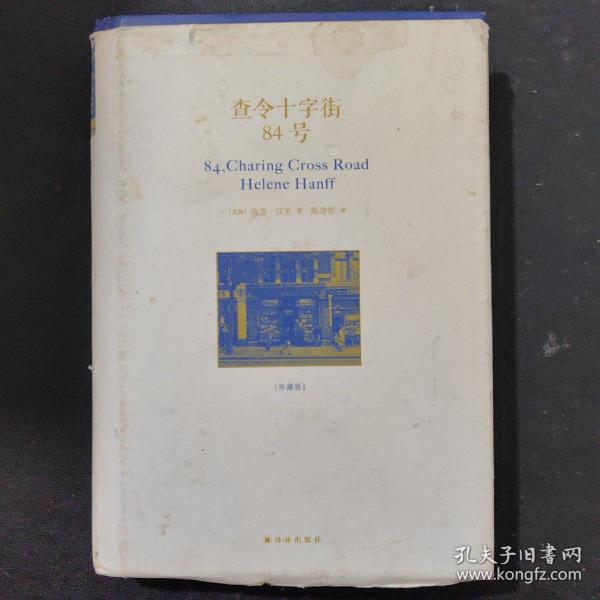 查令十字街
84号
84,Charing Cross Road
Helene Hanff
[美国] 海莲·汉芙 著 陈建铭 译
[珍藏版]
译林出版社
孔夫子旧书网
www.kongfz.com